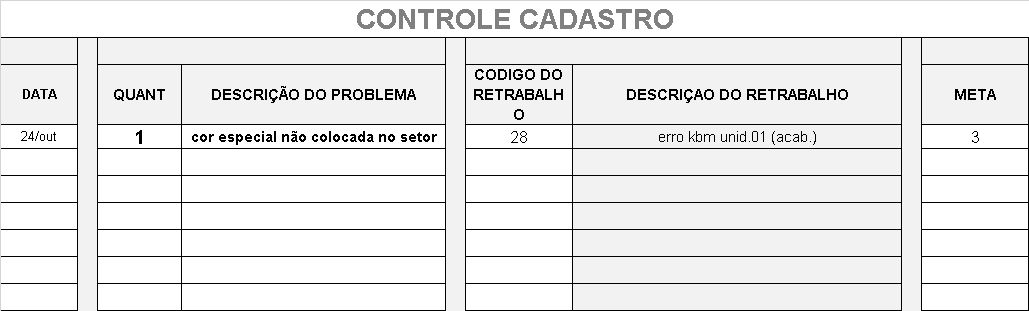 CONTROLE CADASTRO
DATA QUANT DESCRIÇÃO DO PROBLEMA CODIGO DO RETRABALH O DESCRIÇAO DO RETRABALHO META
24/out 1 cor especial não colocada no setor 28 erro kbm unid.01 (acab.) 3